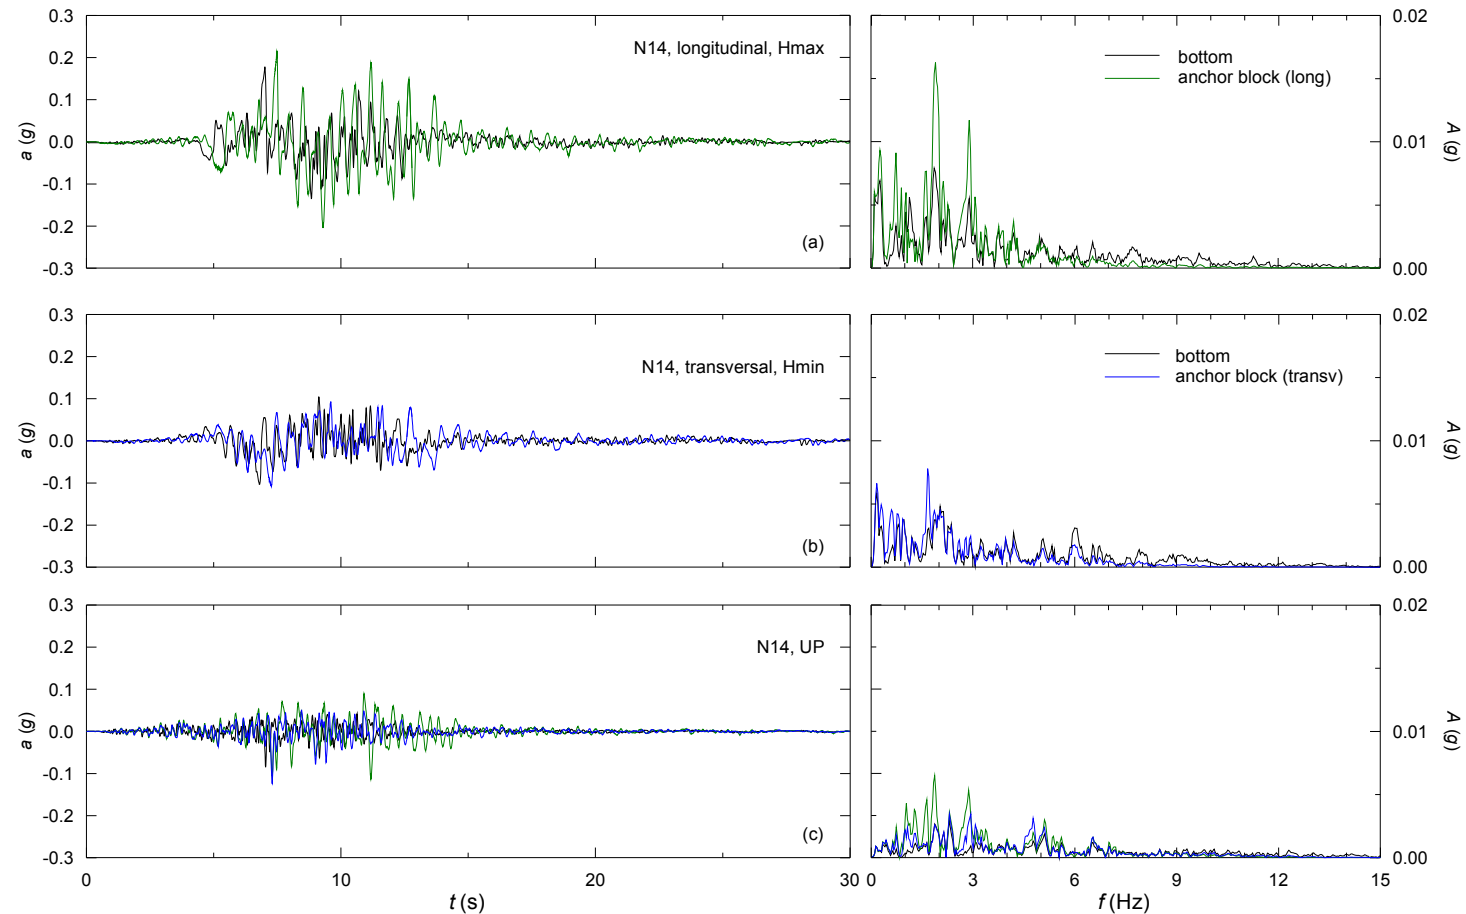 0.3
0.2
0.1
0.0
-0.1
-0.2
-0.3
a (g)
N14, longitudinal, Hmax
(a)
bottom
anchor block (long)
0.02
0.01
0.00
A (g)
0.3
0.2
0.1
0.0
-0.1
-0.2
-0.3
a (g)
N14, transversal, Hmin
(b)
bottom
anchor block (transv)
0.02
0.01
0.00
A (g)
0.3
0.2
0.1
0.0
-0.1
-0.2
-0.3
a (g)
N14, UP
(c)
0.02
0.01
0.00
A (g)
0 10 20 30
t (s)
0 3 6 9 12 15
f (Hz)